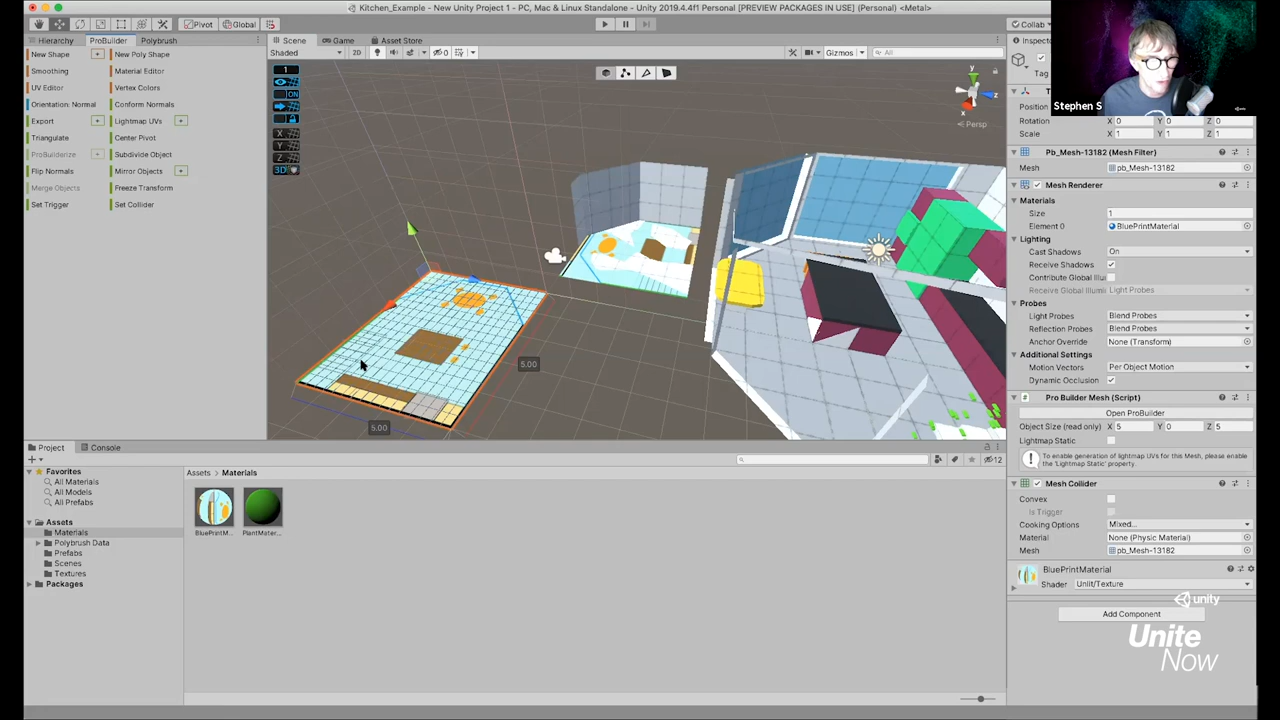 Kitchen_Example - New Unity Project 1 - PC, Mac & Linux Standalone - Unity 2019.4.4f1 Personal [PREVIEW PACKAGES IN USE] (Personal) <Metal>
Pivot Global Collab
Hierarchy ProBuilder Polybrush
Scene Game Asset Store
Shaded 2D 0 Gizmos All
New Shape New Poly Shape
Smoothing Material Editor
UV Editor Vertex Colors
Orientation: Normal Conform Normals
Export Lightmap UVs
Triangulate Center Pivot
ProBuilderize Subdivide Object
Flip Normals Mirror Objects
Merge Objects Freeze Transform
Set Trigger Set Collider
1
ON
X
Y
Z
3D
y
z
x
Persp
5.00
5.00
Stephen S
Inspector
Tag
Position
Rotation X 0 Y 0 Z 0
Scale X 1 Y 1 Z 1
Pb_Mesh-13182 (Mesh Filter)
Mesh pb_Mesh-13182
Mesh Renderer
Materials
Size 1
Element 0 BluePrintMaterial
Lighting
Cast Shadows On
Receive Shadows
Contribute Global Illu
Receive Global Illumi Light Probes
Probes
Light Probes Blend Probes
Reflection Probes Blend Probes
Anchor Override None (Transform)
Additional Settings
Motion Vectors Per Object Motion
Dynamic Occlusion
Pro Builder Mesh (Script)
Open ProBuilder
Object Size (read only) X 5 Y 0 Z 5
Lightmap Static
To enable generation of lightmap UVs for this Mesh, please enable the 'Lightmap Static' property.
Mesh Collider
Convex
Is Trigger
Cooking Options Mixed...
Material None (Physic Material)
Mesh pb_Mesh-13182
BluePrintMaterial
Shader Unlit/Texture
Add Component
Project Console
12
Favorites
All Materials
All Models
All Prefabs
Assets
Materials
Polybrush Data
Prefabs
Scenes
Textures
Packages
Assets > Materials
BluePrintM... PlantMater...
unity
Unite
Now